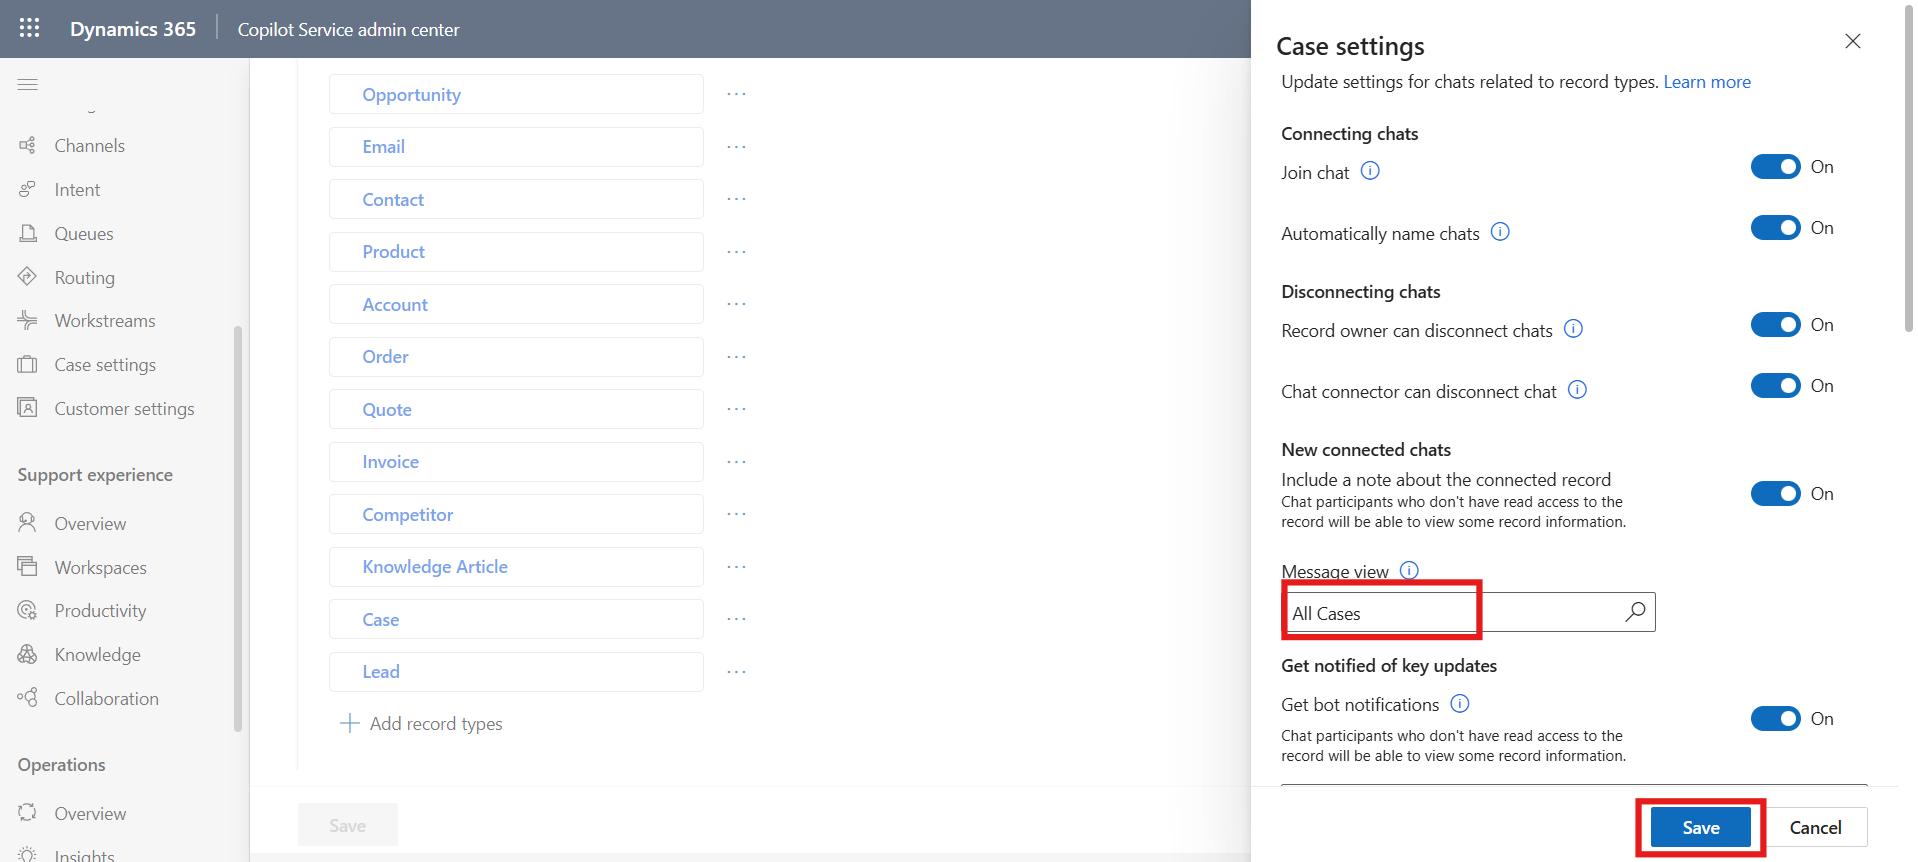 Dynamics 365
Copilot Service admin center
Channels
Intent
Queues
Routing
Workstreams
Case settings
Customer settings
Support experience
Overview
Workspaces
Productivity
Knowledge
Collaboration
Operations
Overview
Insights
Opportunity
Email
Contact
Product
Account
Order
Quote
Invoice
Competitor
Knowledge Article
Case
Lead
Add record types
Save
Case settings
Update settings for chats related to record types. Learn more
Connecting chats
Join chat
On
Automatically name chats
On
Disconnecting chats
Record owner can disconnect chats
On
Chat connector can disconnect chat
On
New connected chats
Include a note about the connected record
Chat participants who don't have read access to the
record will be able to view some record information.
On
Message view
All Cases
Get notified of key updates
Get bot notifications
On
Chat participants who don't have read access to the
record will be able to view some record information.
Save
Cancel